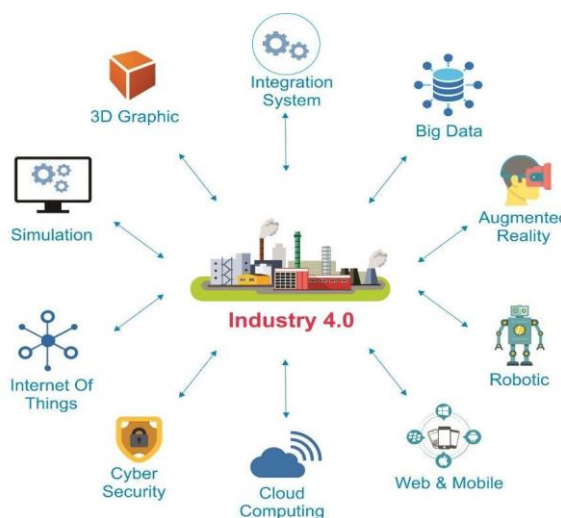 Integration
System
3D Graphic
Big Data
Simulation
Augmented
Reality
Industry 4.0
Internet Of
Things
Robotic
Cyber
Security
Cloud
Computing
Web & Mobile